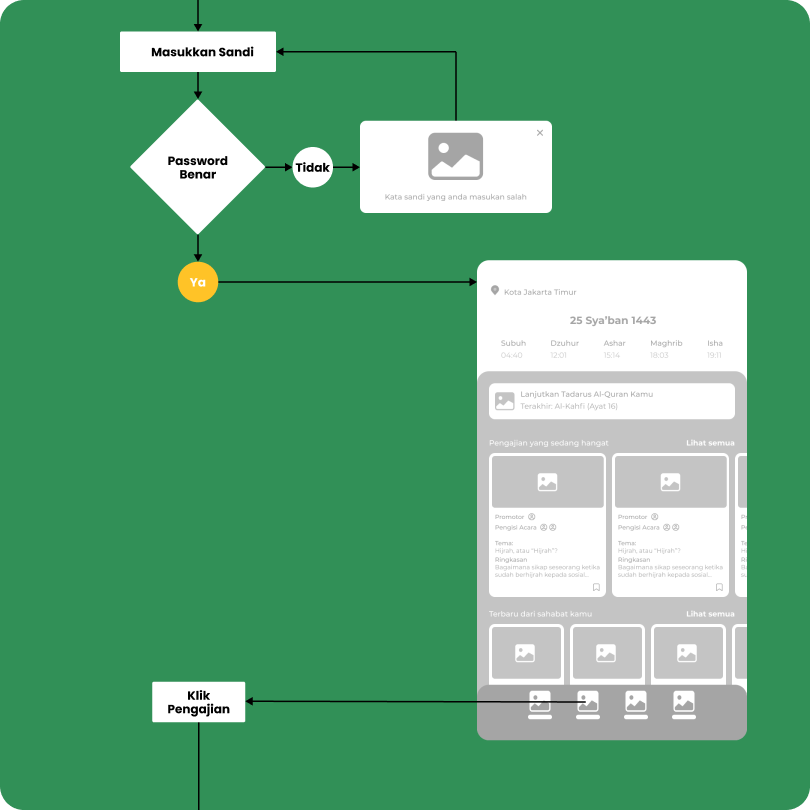 Masukkan Sandi
Password
Benar
Tidak
Kata sandi yang anda masukan salah
Ya
Kota Jakarta Timur
25 Sya'ban 1443
Subuh Dzuhur Ashar Maghrib Isha
04:40 12:01 15:14 18:03 19:11
Lanjutkan Tadarus Al-Quran Kamu
Terakhir: Al-Kahfi (Ayat 16)
Pengajian yang sedang hangat Lihat semua
Promotor
Pengisi Acara
Tema:
Hijrah, atau "Hijrah"?
Ringkasan
Bagaimana sikap seseorang ketika
sudah berhijrah kepada sosial...
Promotor
Pengisi Acara
Tema:
Hijrah, atau "Hijrah"?
Ringkasan
Bagaimana sikap seseorang ketika
sudah berhijrah kepada sosial...
Terbaru dari sahabat kamu Lihat semua
Klik
Pengajian